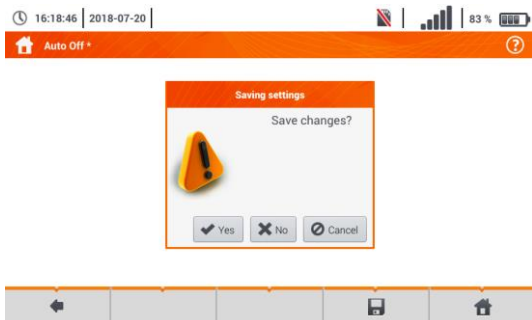 16:18:46 2018-07-20 83 %
Auto Off *
Saving settings
Save changes?
Yes No Cancel